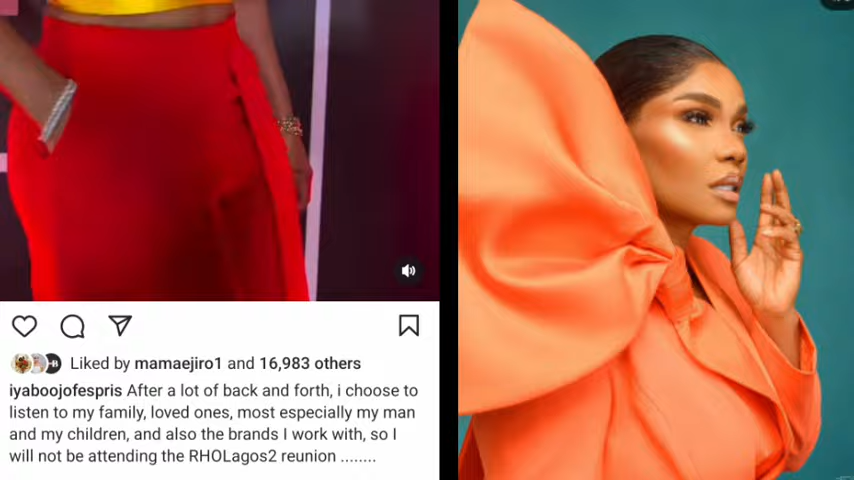 Liked by mamaejiro1 and 16,983 others
iyaboojofespris After a lot of back and forth, i choose to
listen to my family, loved ones, most especially my man
and my children, and also the brands I work with, so I
will not be attending the RHOLagos2 reunion ........